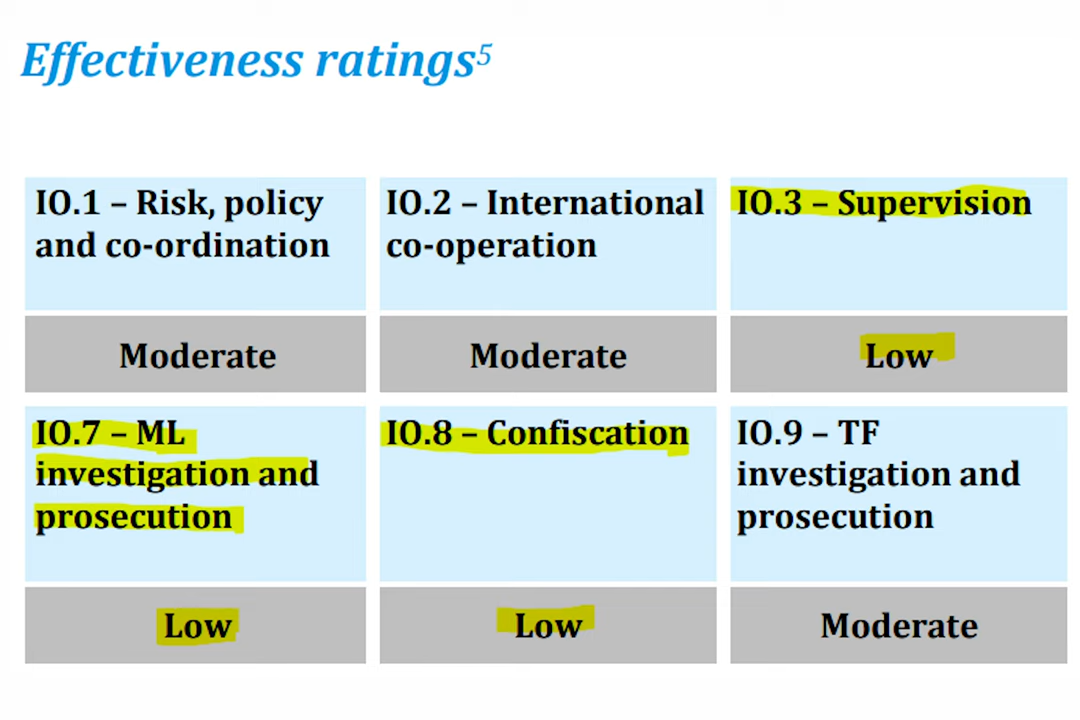 Effectiveness ratings⁵
IO.1 – Risk, policy
and co-ordination
IO.2 – International
co-operation
IO.3 – Supervision
Moderate
Moderate
Low
IO.7 – ML
investigation and
prosecution
IO.8 – Confiscation
IO.9 – TF
investigation and
prosecution
Low
Low
Moderate